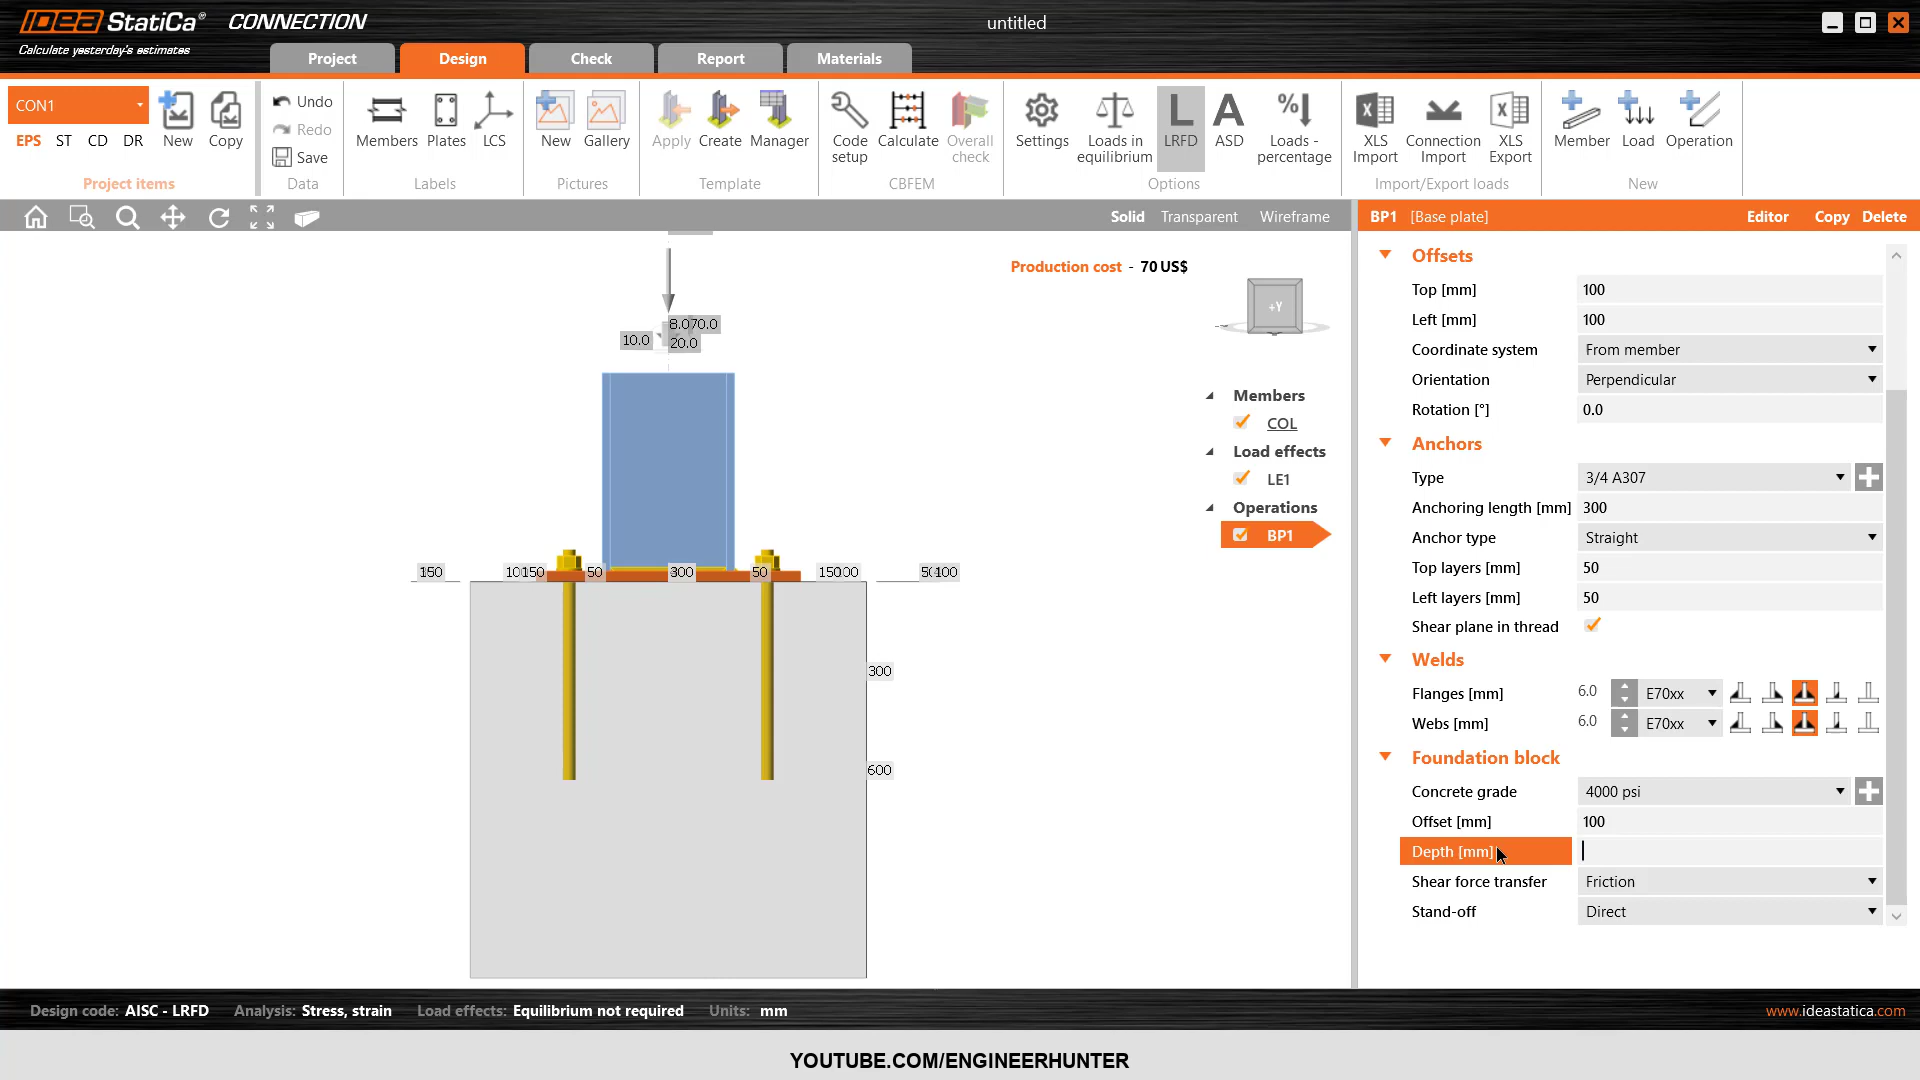 IDEA StatiCa® CONNECTION
Calculate yesterday's estimates
untitled
Project Design Check Report Materials
CON1
EPS ST CD DR
New Copy
Project items
Undo
Redo
Save
Data
Members Plates LCS
Labels
New Gallery
Pictures
Apply Create Manager
Template
Code setup Calculate Overall check
CBFEM
Settings Loads in equilibrium LRFD ASD Loads - percentage
Options
XLS Import Connection Import XLS Export
Import/Export loads
Member Load Operation
New
Solid Transparent Wireframe
BP1 [Base plate] Editor Copy Delete
Production cost - 70 US$
+Y
8.070.0
10.0
20.0
150 50 300 50
300
600
Members
COL
Load effects
LE1
Operations
BP1
Offsets
Top [mm] 100
Left [mm] 100
Coordinate system From member
Orientation Perpendicular
Rotation [°] 0.0
Anchors
Type 3/4 A307
Anchoring length [mm] 300
Anchor type Straight
Top layers [mm] 50
Left layers [mm] 50
Shear plane in thread
Welds
Flanges [mm] 6.0 E70xx
Webs [mm] 6.0 E70xx
Foundation block
Concrete grade 4000 psi
Offset [mm] 100
Depth [mm]
Shear force transfer Friction
Stand-off Direct
Design code: AISC - LRFD Analysis: Stress, strain Load effects: Equilibrium not required Units: mm
www.ideastatica.com
YOUTUBE.COM/ENGINEERHUNTER